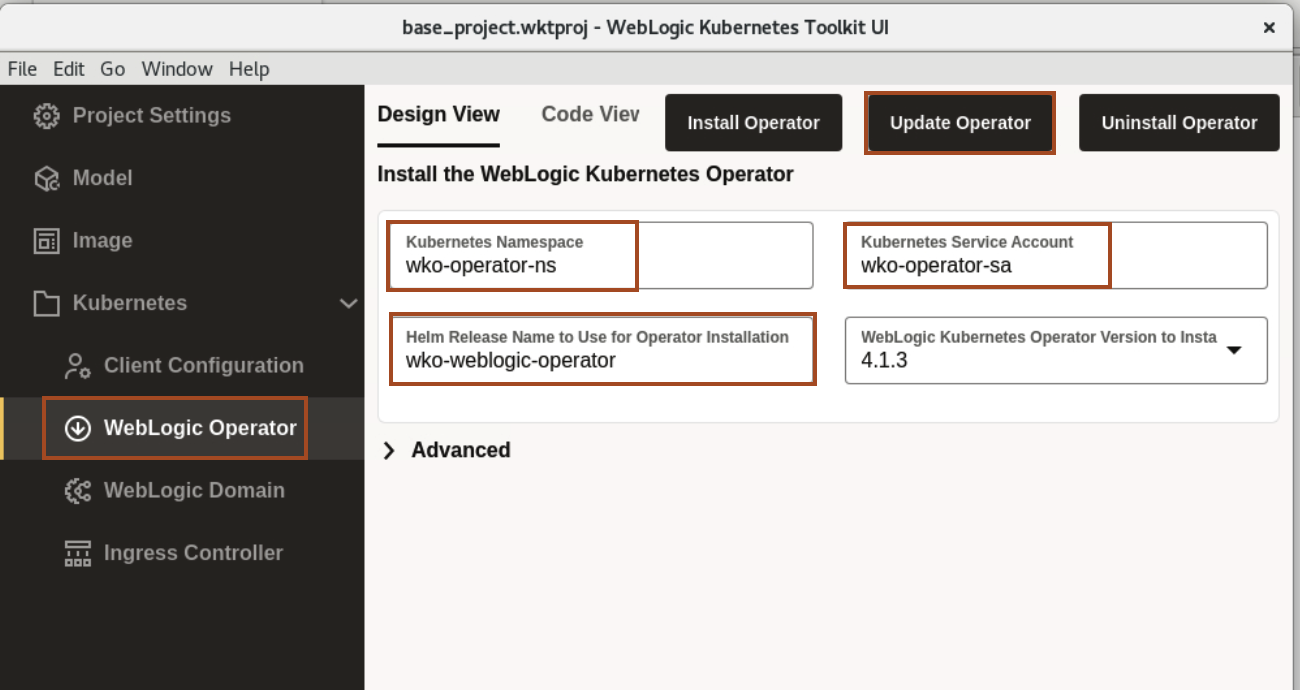 base_project.wktproj - WebLogic Kubernetes Toolkit UI
File Edit Go Window Help
Project Settings
Model
Image
Kubernetes
Client Configuration
WebLogic Operator
WebLogic Domain
Ingress Controller
Design View Code View Install Operator Update Operator Uninstall Operator
Install the WebLogic Kubernetes Operator
Kubernetes Namespace
wko-operator-ns
Kubernetes Service Account
wko-operator-sa
Helm Release Name to Use for Operator Installation
wko-weblogic-operator
WebLogic Kubernetes Operator Version to Insta
4.1.3
Advanced